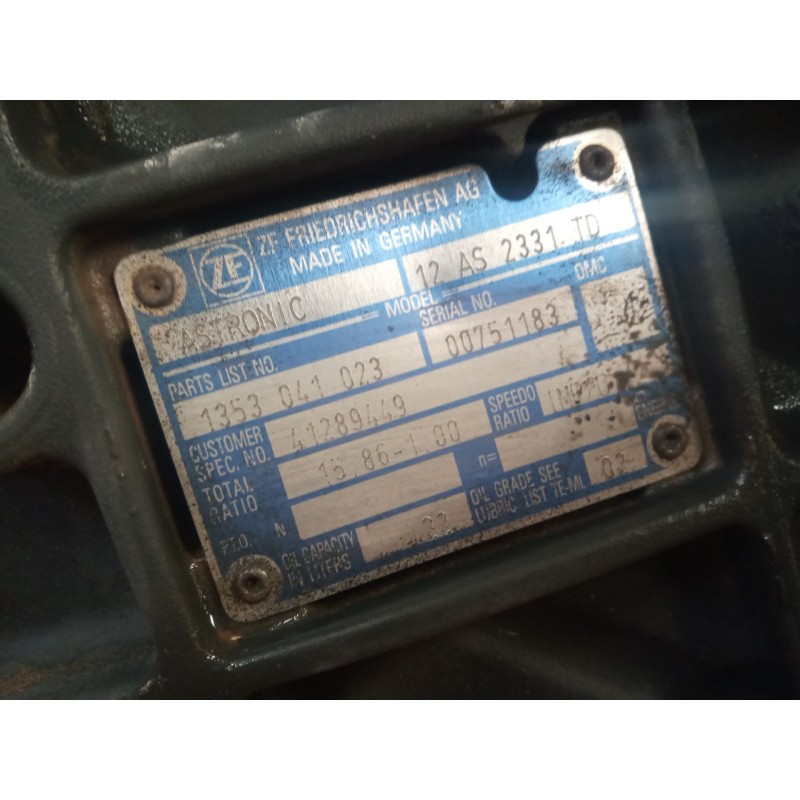 ZF
ZF FRIEDRICHSHAFEN AG
MADE IN GERMANY
ASTRONIC
MODEL
12 AS 2331 TD
PARTS LIST NO.
1353 041 023
SERIAL NO.
00751183
DMC
CUSTOMER
SPEC. NO.
41289449
TOTAL
RATIO
15.86-1.00
SPEEDO
RATIO
P.T.O.
N
n=
OIL CAPACITY
IN LITERS
22
OIL GRADE SEE
LUBRIC. LIST TE-ML
02